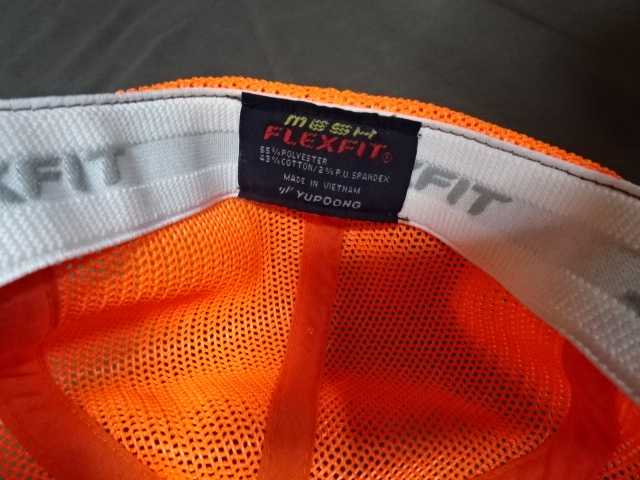 MESH
FLEXFIT®
55% POLYESTER
43% COTTON/2% P.U. SPANDEX
MADE IN VIETNAM
YUPOONG
XFIT
XFIT